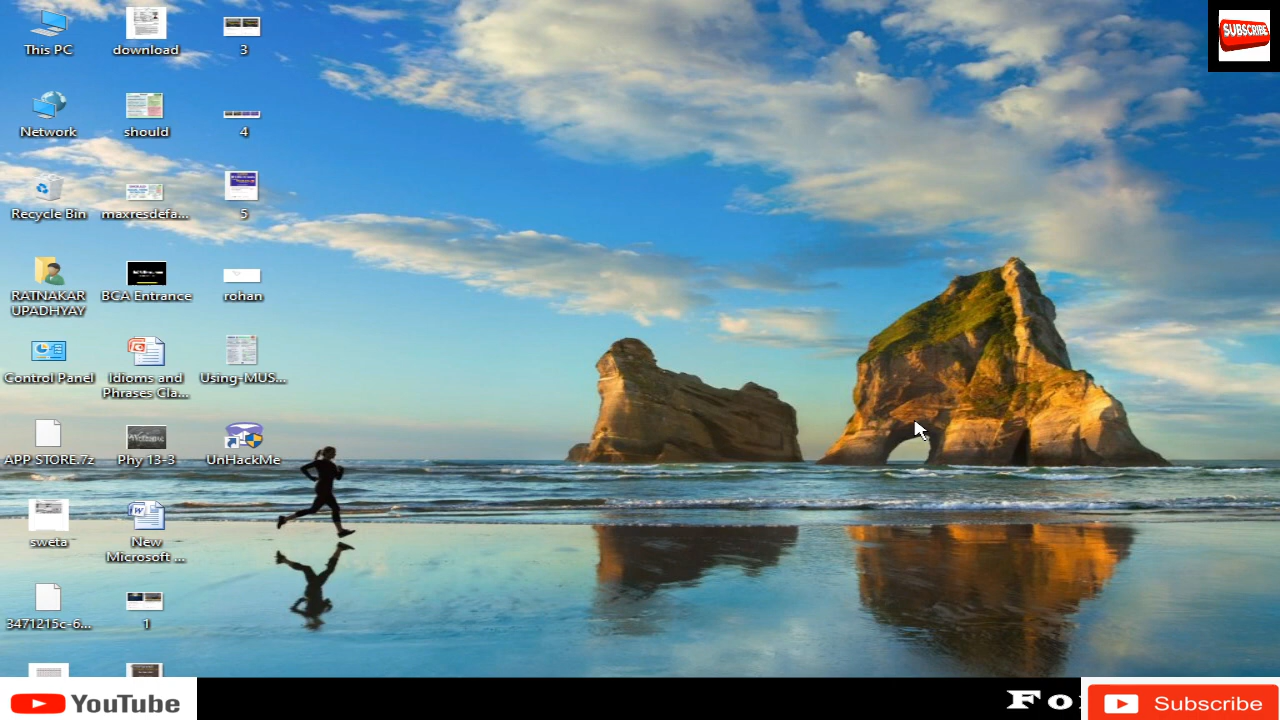 This PC
download
3
SUBSCRIBE
Network
should
4
Recycle Bin
maxresdefa...
5
RATNAKAR
UPADHYAY
BCA Entrance
rohan
Control Panel
Idioms and
Phrases Cla...
Using-MUS...
APP STORE.7z
Phy 13-3
UnHackMe
Welcome
sweta
New
Microsoft ...
3471215c-6...
1
YouTube
Fo
Subscribe